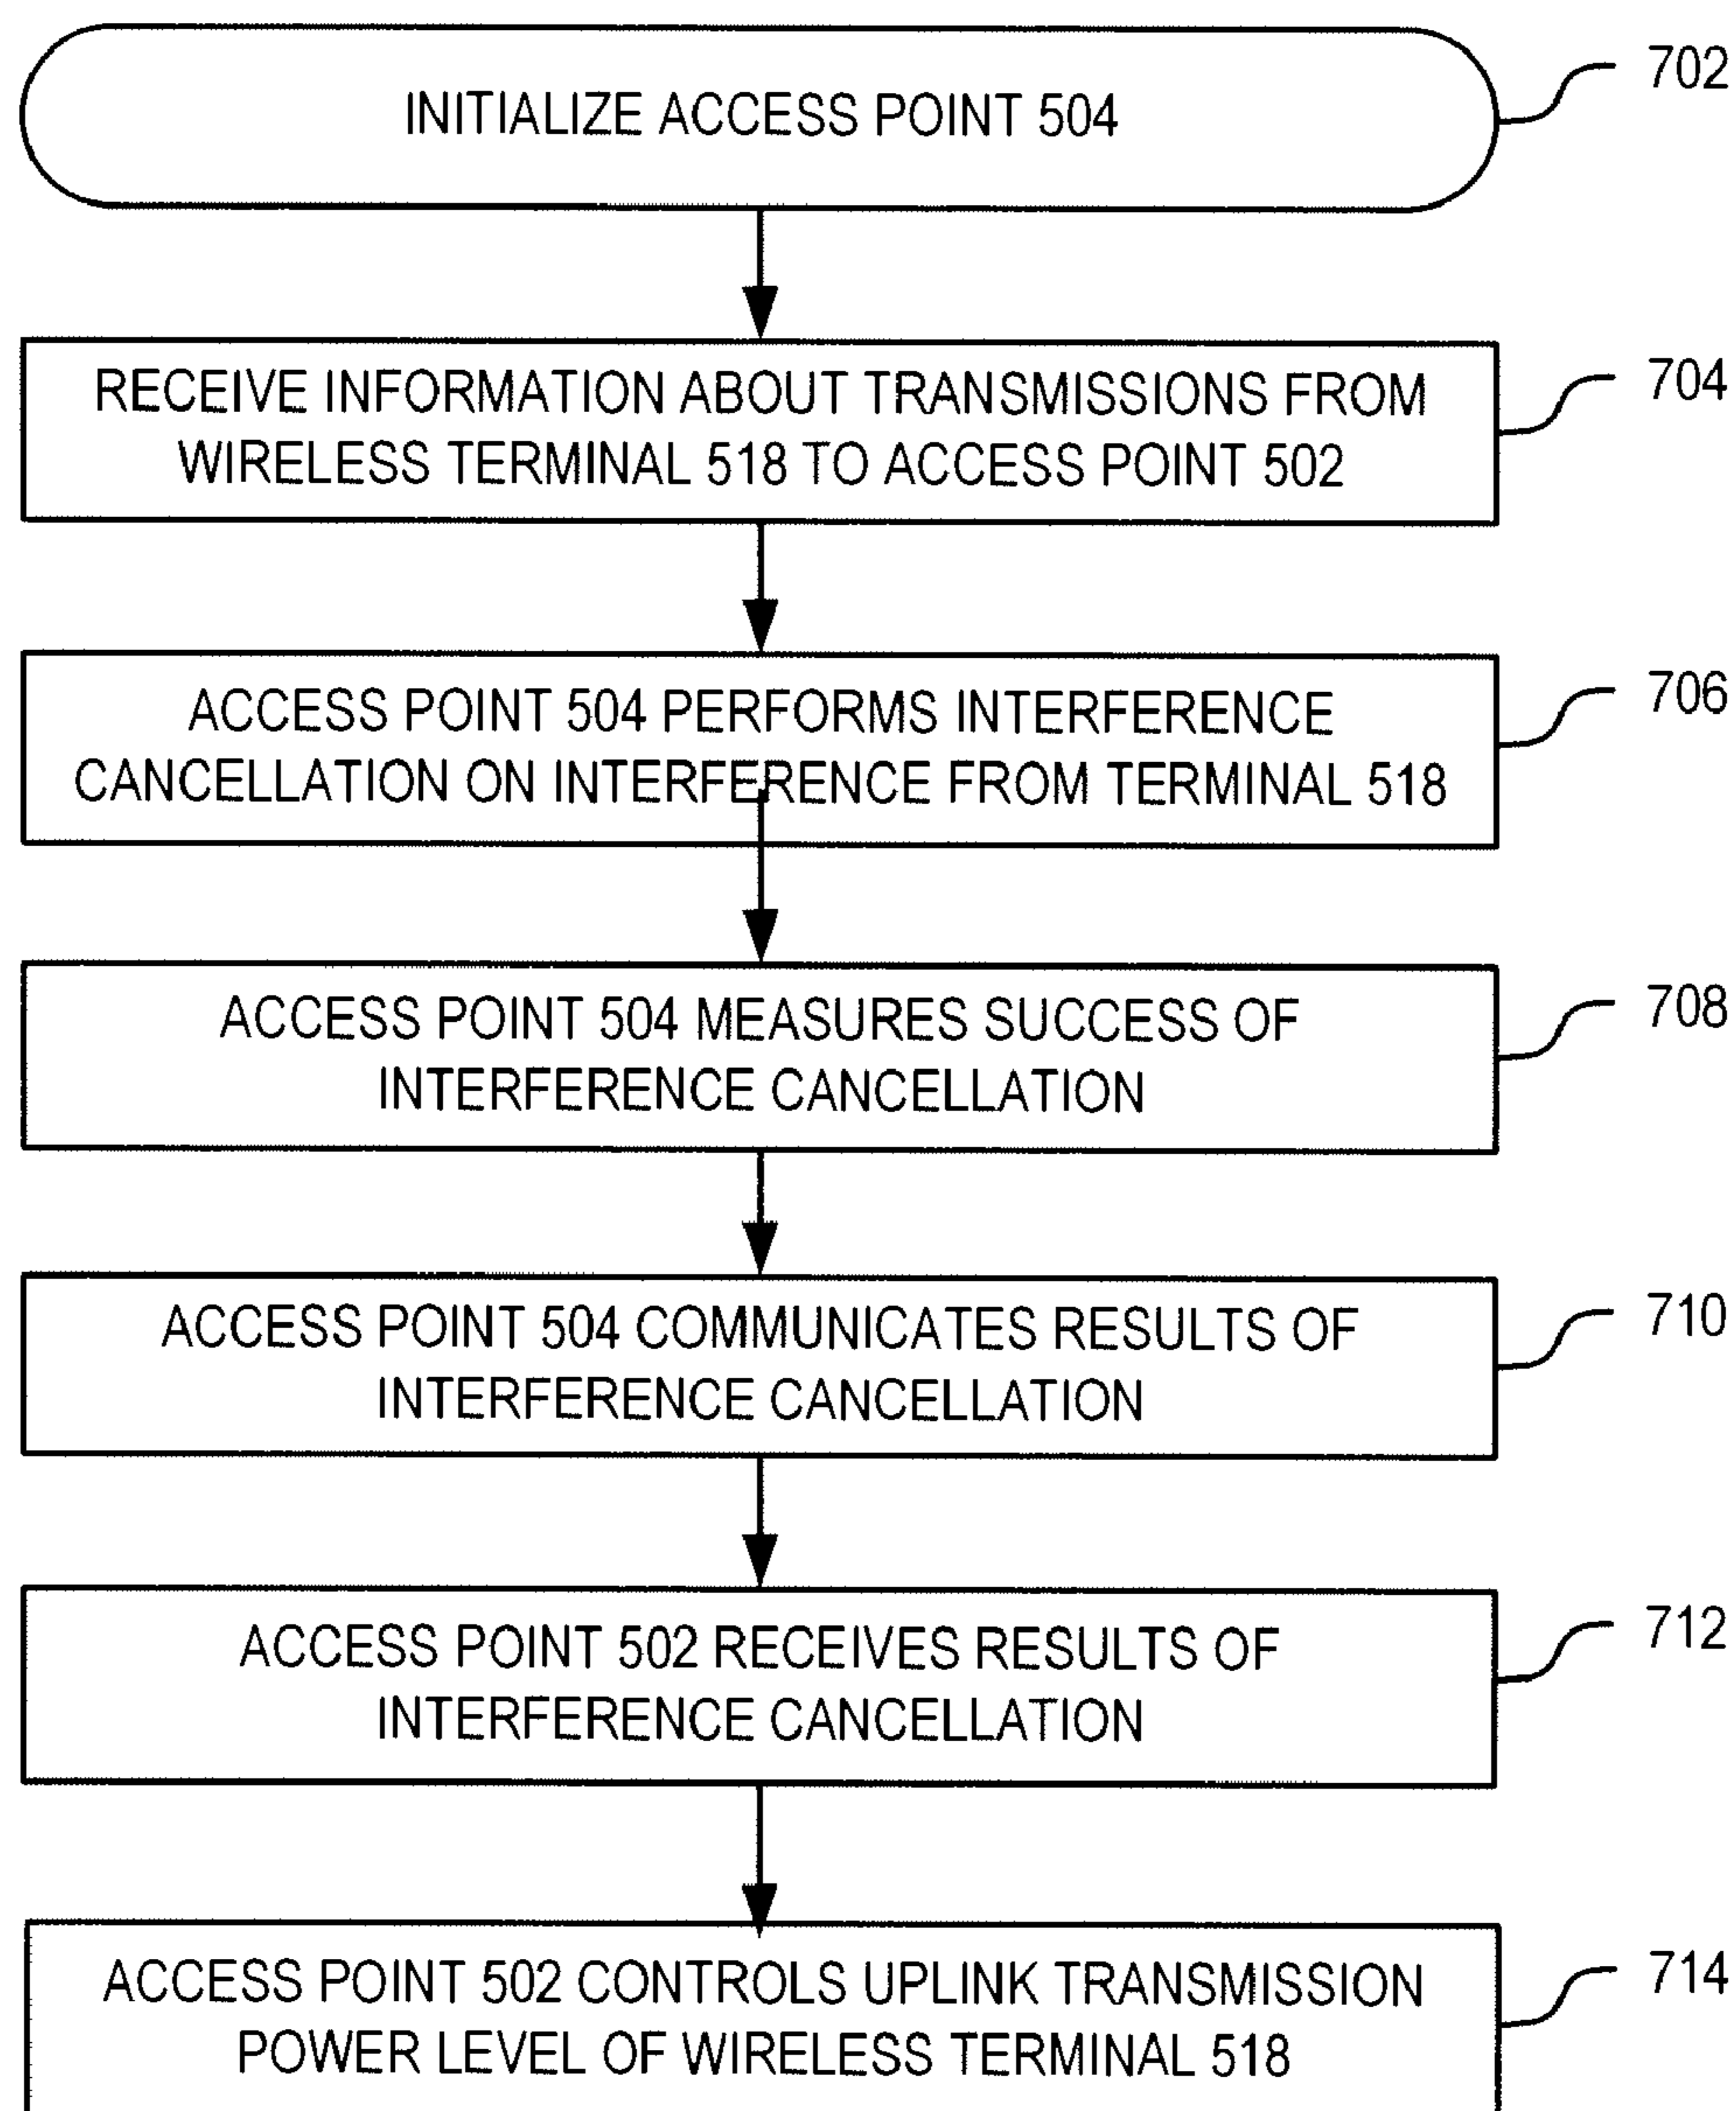 INITIALIZE ACCESS POINT 504
702
RECEIVE INFORMATION ABOUT TRANSMISSIONS FROM
WIRELESS TERMINAL 518 TO ACCESS POINT 502
704
ACCESS POINT 504 PERFORMS INTERFERENCE
CANCELLATION ON INTERFERENCE FROM TERMINAL 518
706
ACCESS POINT 504 MEASURES SUCCESS OF
INTERFERENCE CANCELLATION
708
ACCESS POINT 504 COMMUNICATES RESULTS OF
INTERFERENCE CANCELLATION
710
ACCESS POINT 502 RECEIVES RESULTS OF
INTERFERENCE CANCELLATION
712
ACCESS POINT 502 CONTROLS UPLINK TRANSMISSION
POWER LEVEL OF WIRELESS TERMINAL 518
714